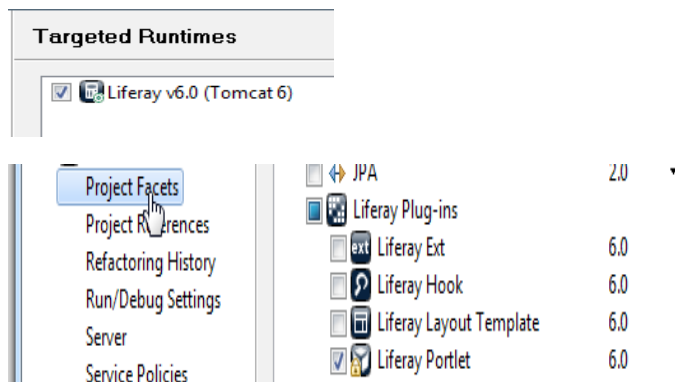 Targeted Runtimes
Liferay v6.0 (Tomcat 6)
Project Facets
Project References
Refactoring History
Run/Debug Settings
Server
Service Policies
JPA 2.0
Liferay Plug-ins
ext Liferay Ext 6.0
Liferay Hook 6.0
Liferay Layout Template 6.0
Liferay Portlet 6.0